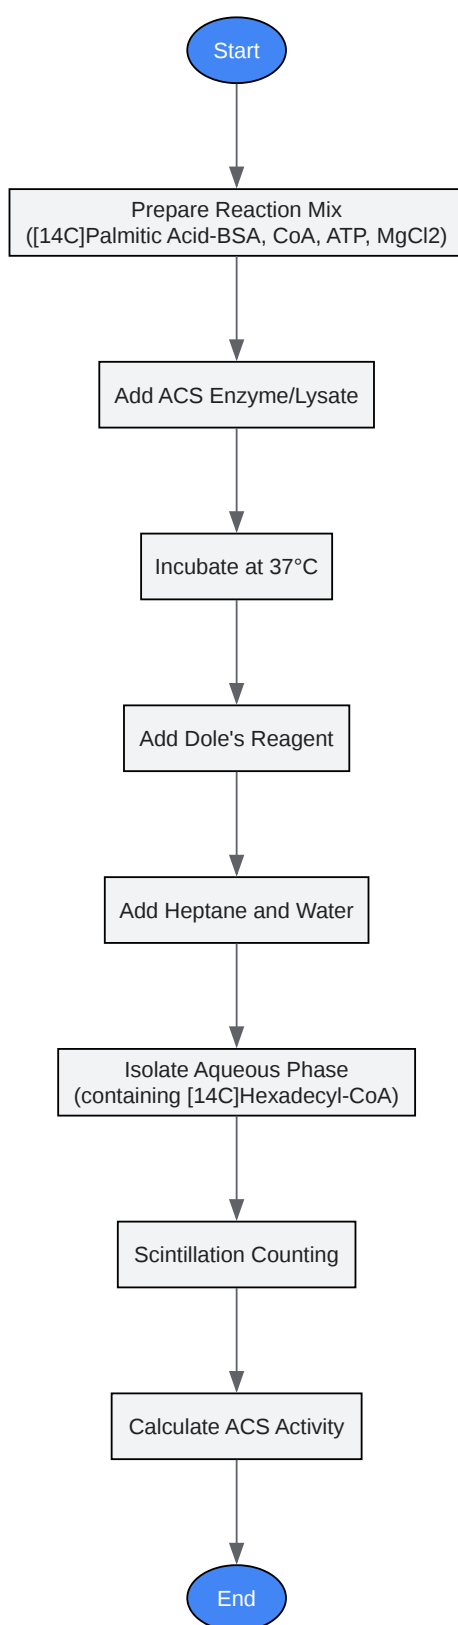 Start
Prepare Reaction Mix
([14C]Palmitic Acid-BSA, CoA, ATP, MgCl2)
Add ACS Enzyme/Lysate
Incubate at 37°C
Add Dole's Reagent
Add Heptane and Water
Isolate Aqueous Phase
(containing [14C]Hexadecyl-CoA)
Scintillation Counting
Calculate ACS Activity
End